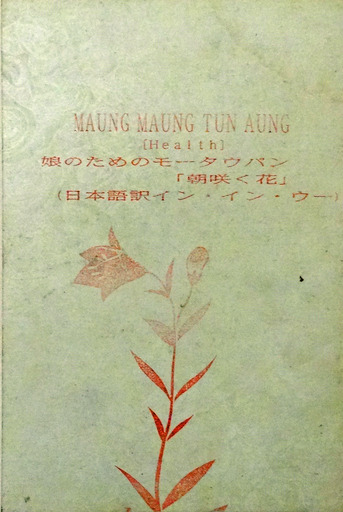 MAUNG MAUNG TUN AUNG
[Health]
娘のためのモータウパン
「朝咲く花」
(日本語訳イン・イン・ウー)